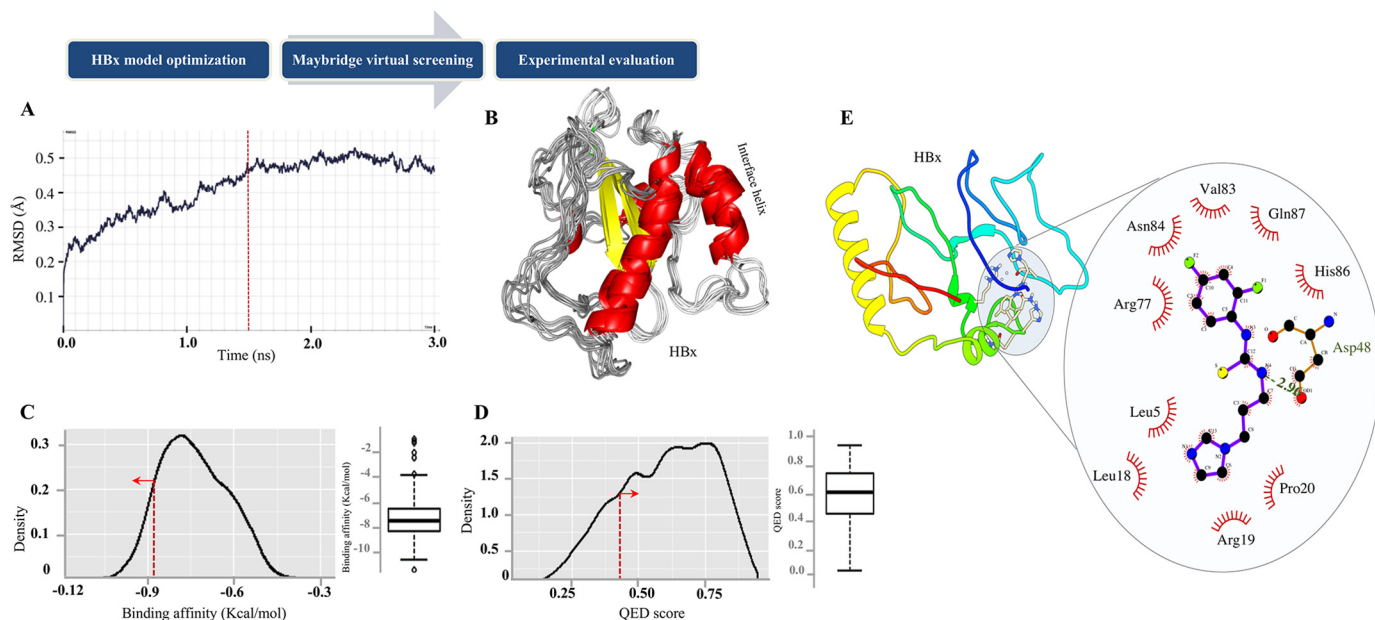 HBx model optimization
Maybridge virtual screening
Experimental evaluation
A
RMSD (Å)
0.5
0.4
0.3
0.2
0.1
0.0
1.0
2.0
3.0
Time (ns)
B
Interface helix
HBx
C
Density
0.3
0.2
0.1
0
-0.12
-0.9
-0.6
-0.3
Binding affinity (Kcal/mol)
Binding affinity (Kcal/mol)
-2
-4
-6
-8
-10
D
Density
2.0
1.5
1.0
0.5
0
0.25
0.50
0.75
QED score
QED score
1.0
0.8
0.6
0.4
0.2
0.0
E
HBx
Val83
Gln87
Asn84
His86
Arg77
Asp48
2.90
Leu5
Leu18
Pro20
Arg19
F2
F1
N
O
C
CA
S